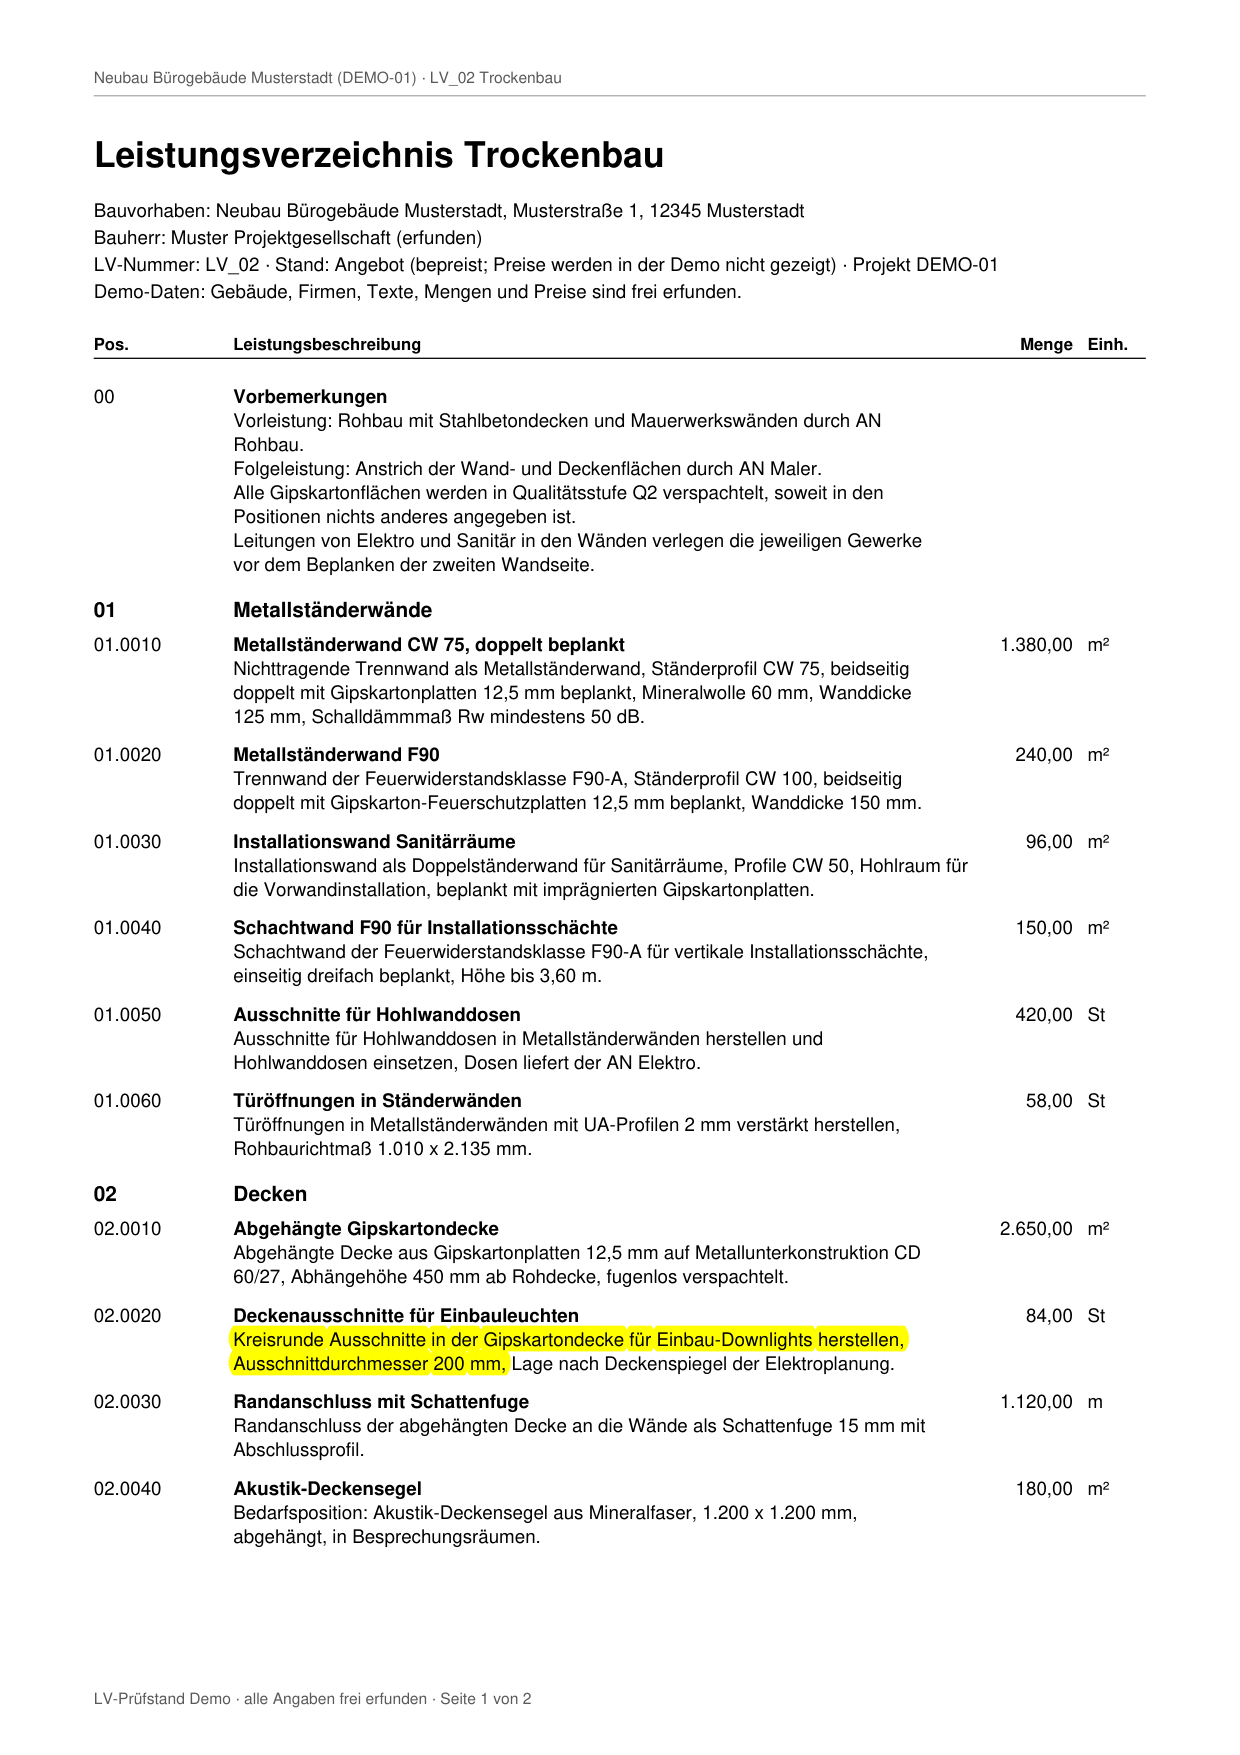 Neubau Bürogebäude Musterstadt (DEMO-01) · LV_02 Trockenbau
Leistungsverzeichnis Trockenbau
Bauvorhaben: Neubau Bürogebäude Musterstadt, Musterstraße 1, 12345 Musterstadt
Bauherr: Muster Projektgesellschaft (erfunden)
LV-Nummer: LV_02 · Stand: Angebot (bepreist; Preise werden in der Demo nicht gezeigt) · Projekt DEMO-01
Demo-Daten: Gebäude, Firmen, Texte, Mengen und Preise sind frei erfunden.
Pos. Leistungsbeschreibung Menge Einh.
00 Vorbemerkungen
Vorleistung: Rohbau mit Stahlbetondecken und Mauerwerkswänden durch AN
Rohbau.
Folgeleistung: Anstrich der Wand- und Deckenflächen durch AN Maler.
Alle Gipskartonflächen werden in Qualitätsstufe Q2 verspachtelt, soweit in den
Positionen nichts anderes angegeben ist.
Leitungen von Elektro und Sanitär in den Wänden verlegen die jeweiligen Gewerke
vor dem Beplanken der zweiten Wandseite.
01 Metallständerwände
01.0010 Metallständerwand CW 75, doppelt beplankt 1.380,00 m²
Nichttragende Trennwand als Metallständerwand, Ständerprofil CW 75, beidseitig
doppelt mit Gipskartonplatten 12,5 mm beplankt, Mineralwolle 60 mm, Wanddicke
125 mm, Schalldämmmaß Rw mindestens 50 dB.
01.0020 Metallständerwand F90 240,00 m²
Trennwand der Feuerwiderstandsklasse F90-A, Ständerprofil CW 100, beidseitig
doppelt mit Gipskarton-Feuerschutzplatten 12,5 mm beplankt, Wanddicke 150 mm.
01.0030 Installationswand Sanitärräume 96,00 m²
Installationswand als Doppelständerwand für Sanitärräume, Profile CW 50, Hohlraum für
die Vorwandinstallation, beplankt mit imprägnierten Gipskartonplatten.
01.0040 Schachtwand F90 für Installationsschächte 150,00 m²
Schachtwand der Feuerwiderstandsklasse F90-A für vertikale Installationsschächte,
einseitig dreifach beplankt, Höhe bis 3,60 m.
01.0050 Ausschnitte für Hohlwanddosen 420,00 St
Ausschnitte für Hohlwanddosen in Metallständerwänden herstellen und
Hohlwanddosen einsetzen, Dosen liefert der AN Elektro.
01.0060 Türöffnungen in Ständerwänden 58,00 St
Türöffnungen in Metallständerwänden mit UA-Profilen 2 mm verstärkt herstellen,
Rohbaurichtmaß 1.010 x 2.135 mm.
02 Decken
02.0010 Abgehängte Gipskartondecke 2.650,00 m²
Abgehängte Decke aus Gipskartonplatten 12,5 mm auf Metallunterkonstruktion CD
60/27, Abhängehöhe 450 mm ab Rohdecke, fugenlos verspachtelt.
02.0020 Deckenausschnitte für Einbauleuchten 84,00 St
Kreisrunde Ausschnitte in der Gipskartondecke für Einbau-Downlights herstellen,
Ausschnittdurchmesser 200 mm, Lage nach Deckenspiegel der Elektroplanung.
02.0030 Randanschluss mit Schattenfuge 1.120,00 m
Randanschluss der abgehängten Decke an die Wände als Schattenfuge 15 mm mit
Abschlussprofil.
02.0040 Akustik-Deckensegel 180,00 m²
Bedarfsposition: Akustik-Deckensegel aus Mineralfaser, 1.200 x 1.200 mm,
abgehängt, in Besprechungsräumen.
LV-Prüfstand Demo · alle Angaben frei erfunden · Seite 1 von 2